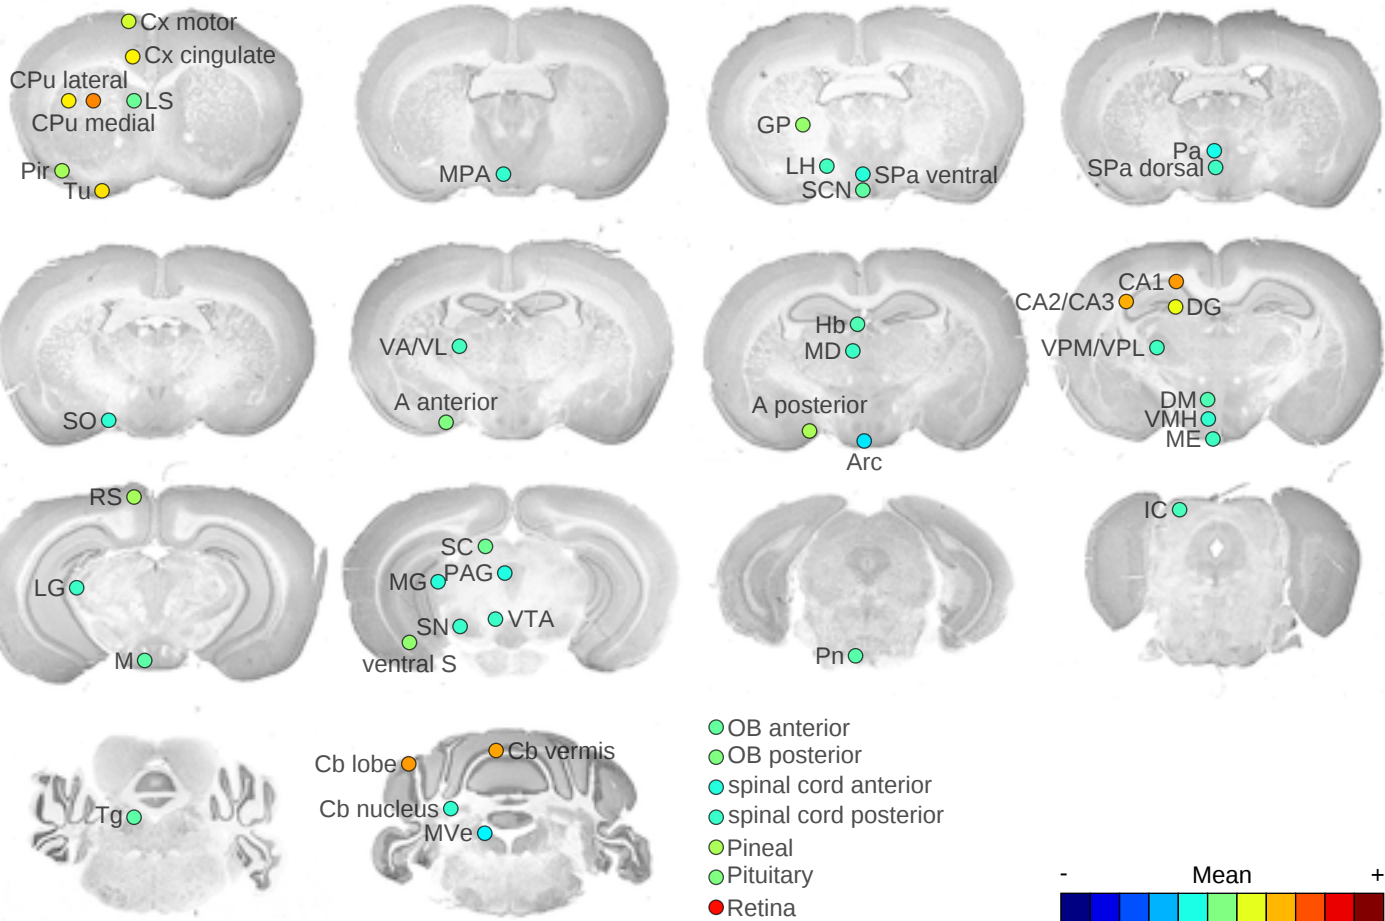 Cx motor
Cx cingulate
CPu lateral
LS
CPu medial
Pir
Tu
MPA
GP
LH
SPa ventral
SCN
Pa
SPa dorsal
SO
VA/VL
A anterior
Hb
MD
A posterior
Arc
CA1
CA2/CA3
DG
VPM/VPL
DM
VMH
ME
RS
LG
M
SC
MG
PAG
SN
VTA
ventral S
Pn
IC
Tg
Cb lobe
Cb vermis
Cb nucleus
MVe
OB anterior
OB posterior
spinal cord anterior
spinal cord posterior
Pineal
Pituitary
Retina
- Mean +